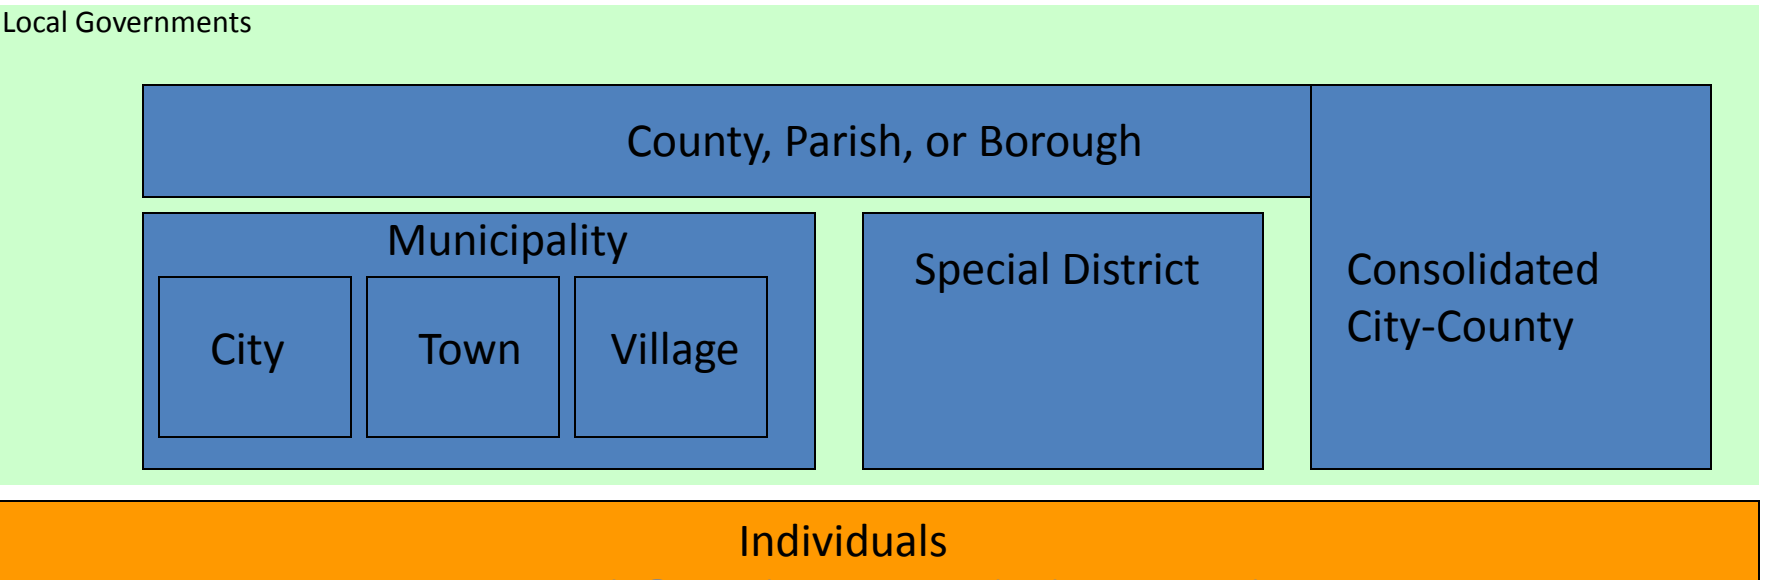 Local Governments
County, Parish, or Borough
Municipality
City
Town
Village
Special District
Consolidated
City-County
Individuals